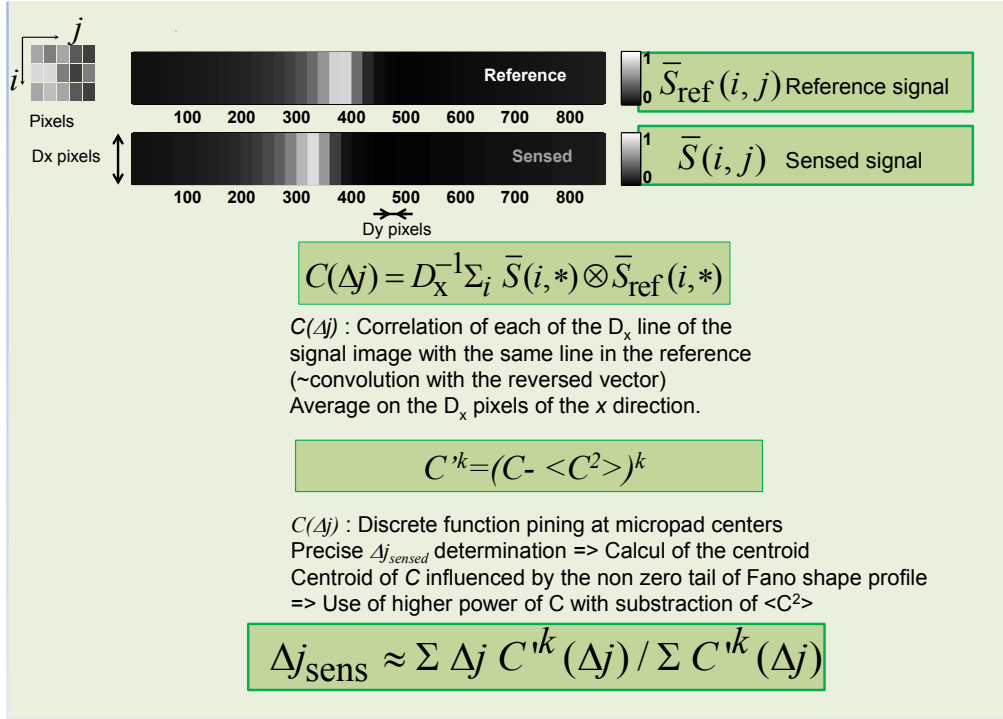 j
i
Pixels
Reference
1
0
S̅ref(i, j) Reference signal
100 200 300 400 500 600 700 800
Dx pixels
Sensed
1
0
S̅(i, j) Sensed signal
100 200 300 400 500 600 700 800
Dy pixels
C(Δj) = Dx⁻¹Σi S̅(i,*)⊗S̅ref(i,*)
C(Δj) : Correlation of each of the Dx line of the
signal image with the same line in the reference
(~convolution with the reversed vector)
Average on the Dx pixels of the x direction.
C'ᵏ=(C- <C²>)ᵏ
C(Δj) : Discrete function pining at micropad centers
Precise Δjsensed determination => Calcul of the centroid
Centroid of C influenced by the non zero tail of Fano shape profile
=> Use of higher power of C with substraction of <C²>
Δjsens ≈ Σ Δj C'ᵏ(Δj) / Σ C'ᵏ(Δj)